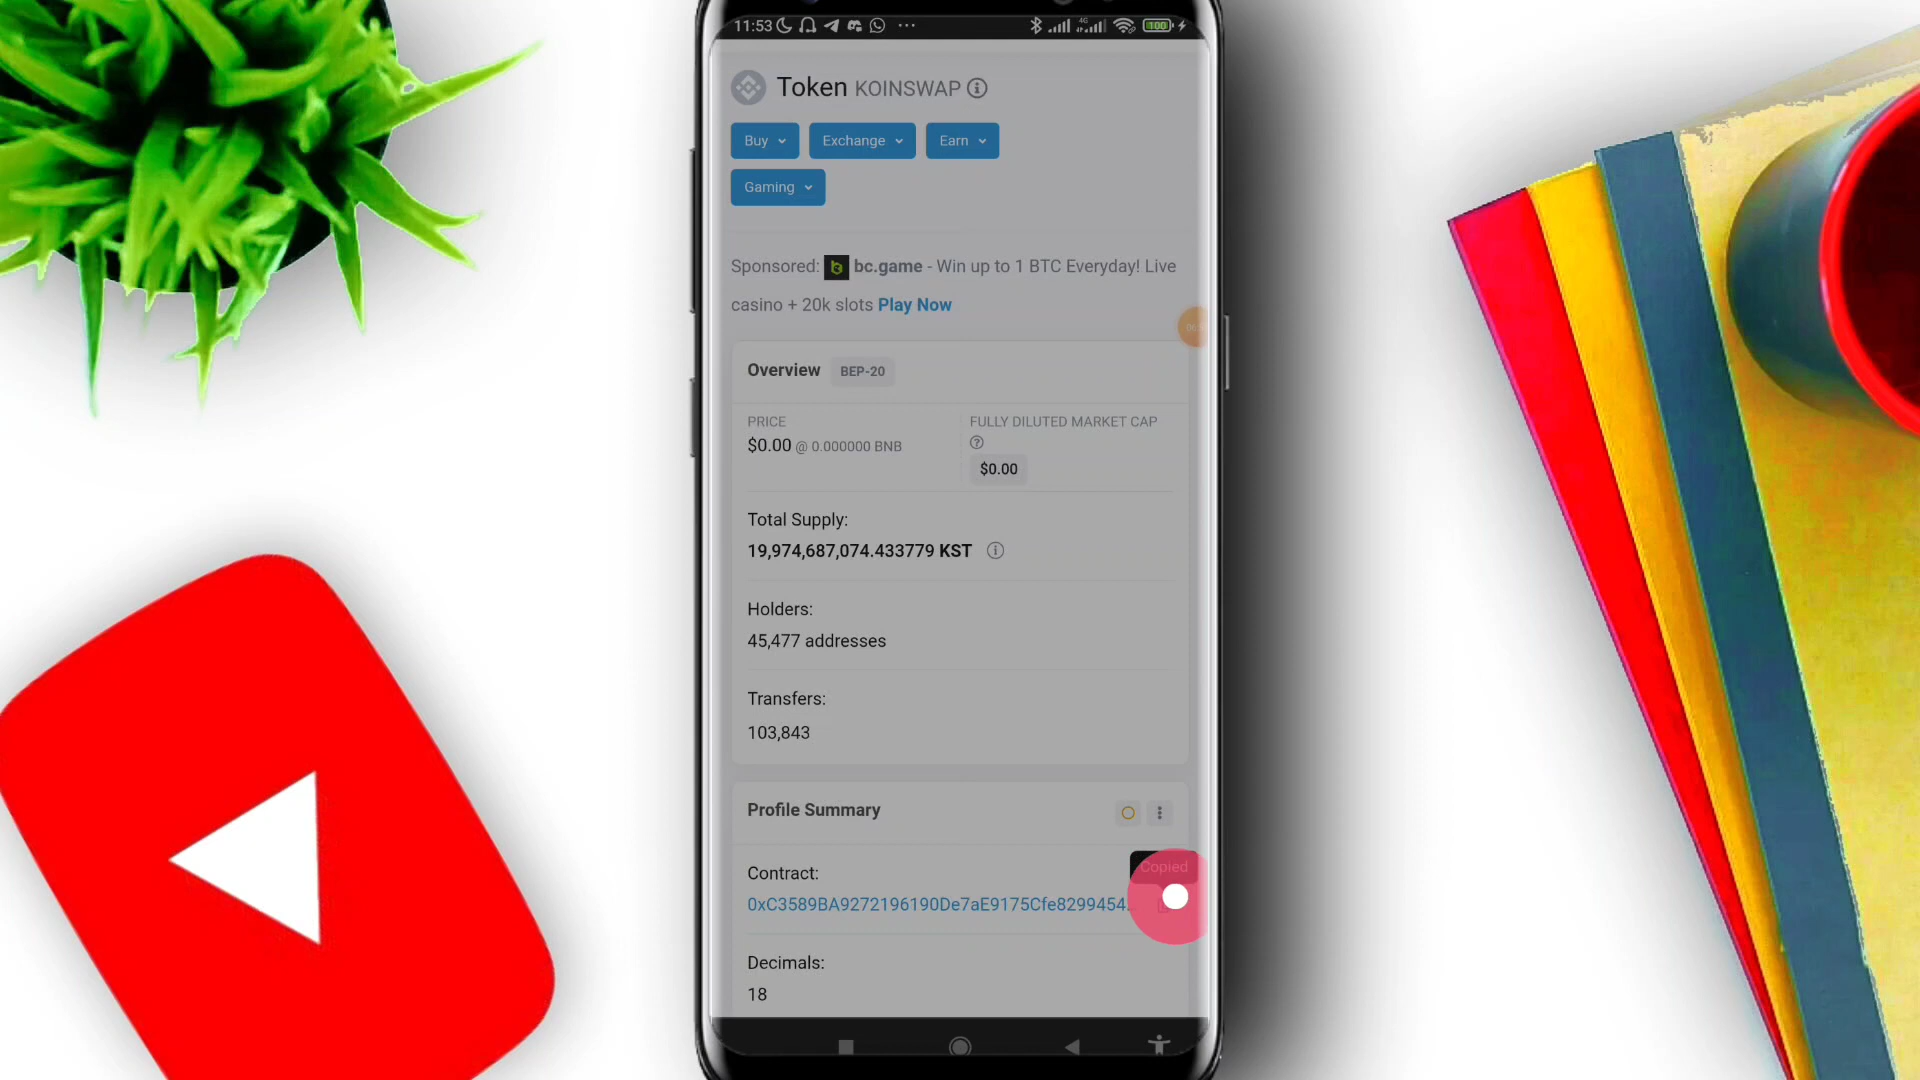 11:53
4G
100
Token KOINSWAP
Buy
Exchange
Earn
Gaming
Sponsored: bc.game - Win up to 1 BTC Everyday! Live
casino + 20k slots Play Now
Overview BEP-20
PRICE
$0.00 @ 0.000000 BNB
FULLY DILUTED MARKET CAP
$0.00
Total Supply:
19,974,687,074.433779 KST
Holders:
45,477 addresses
Transfers:
103,843
Profile Summary
Copied
Contract:
0xC3589BA9272196190De7aE9175Cfe8299454...
Decimals:
18